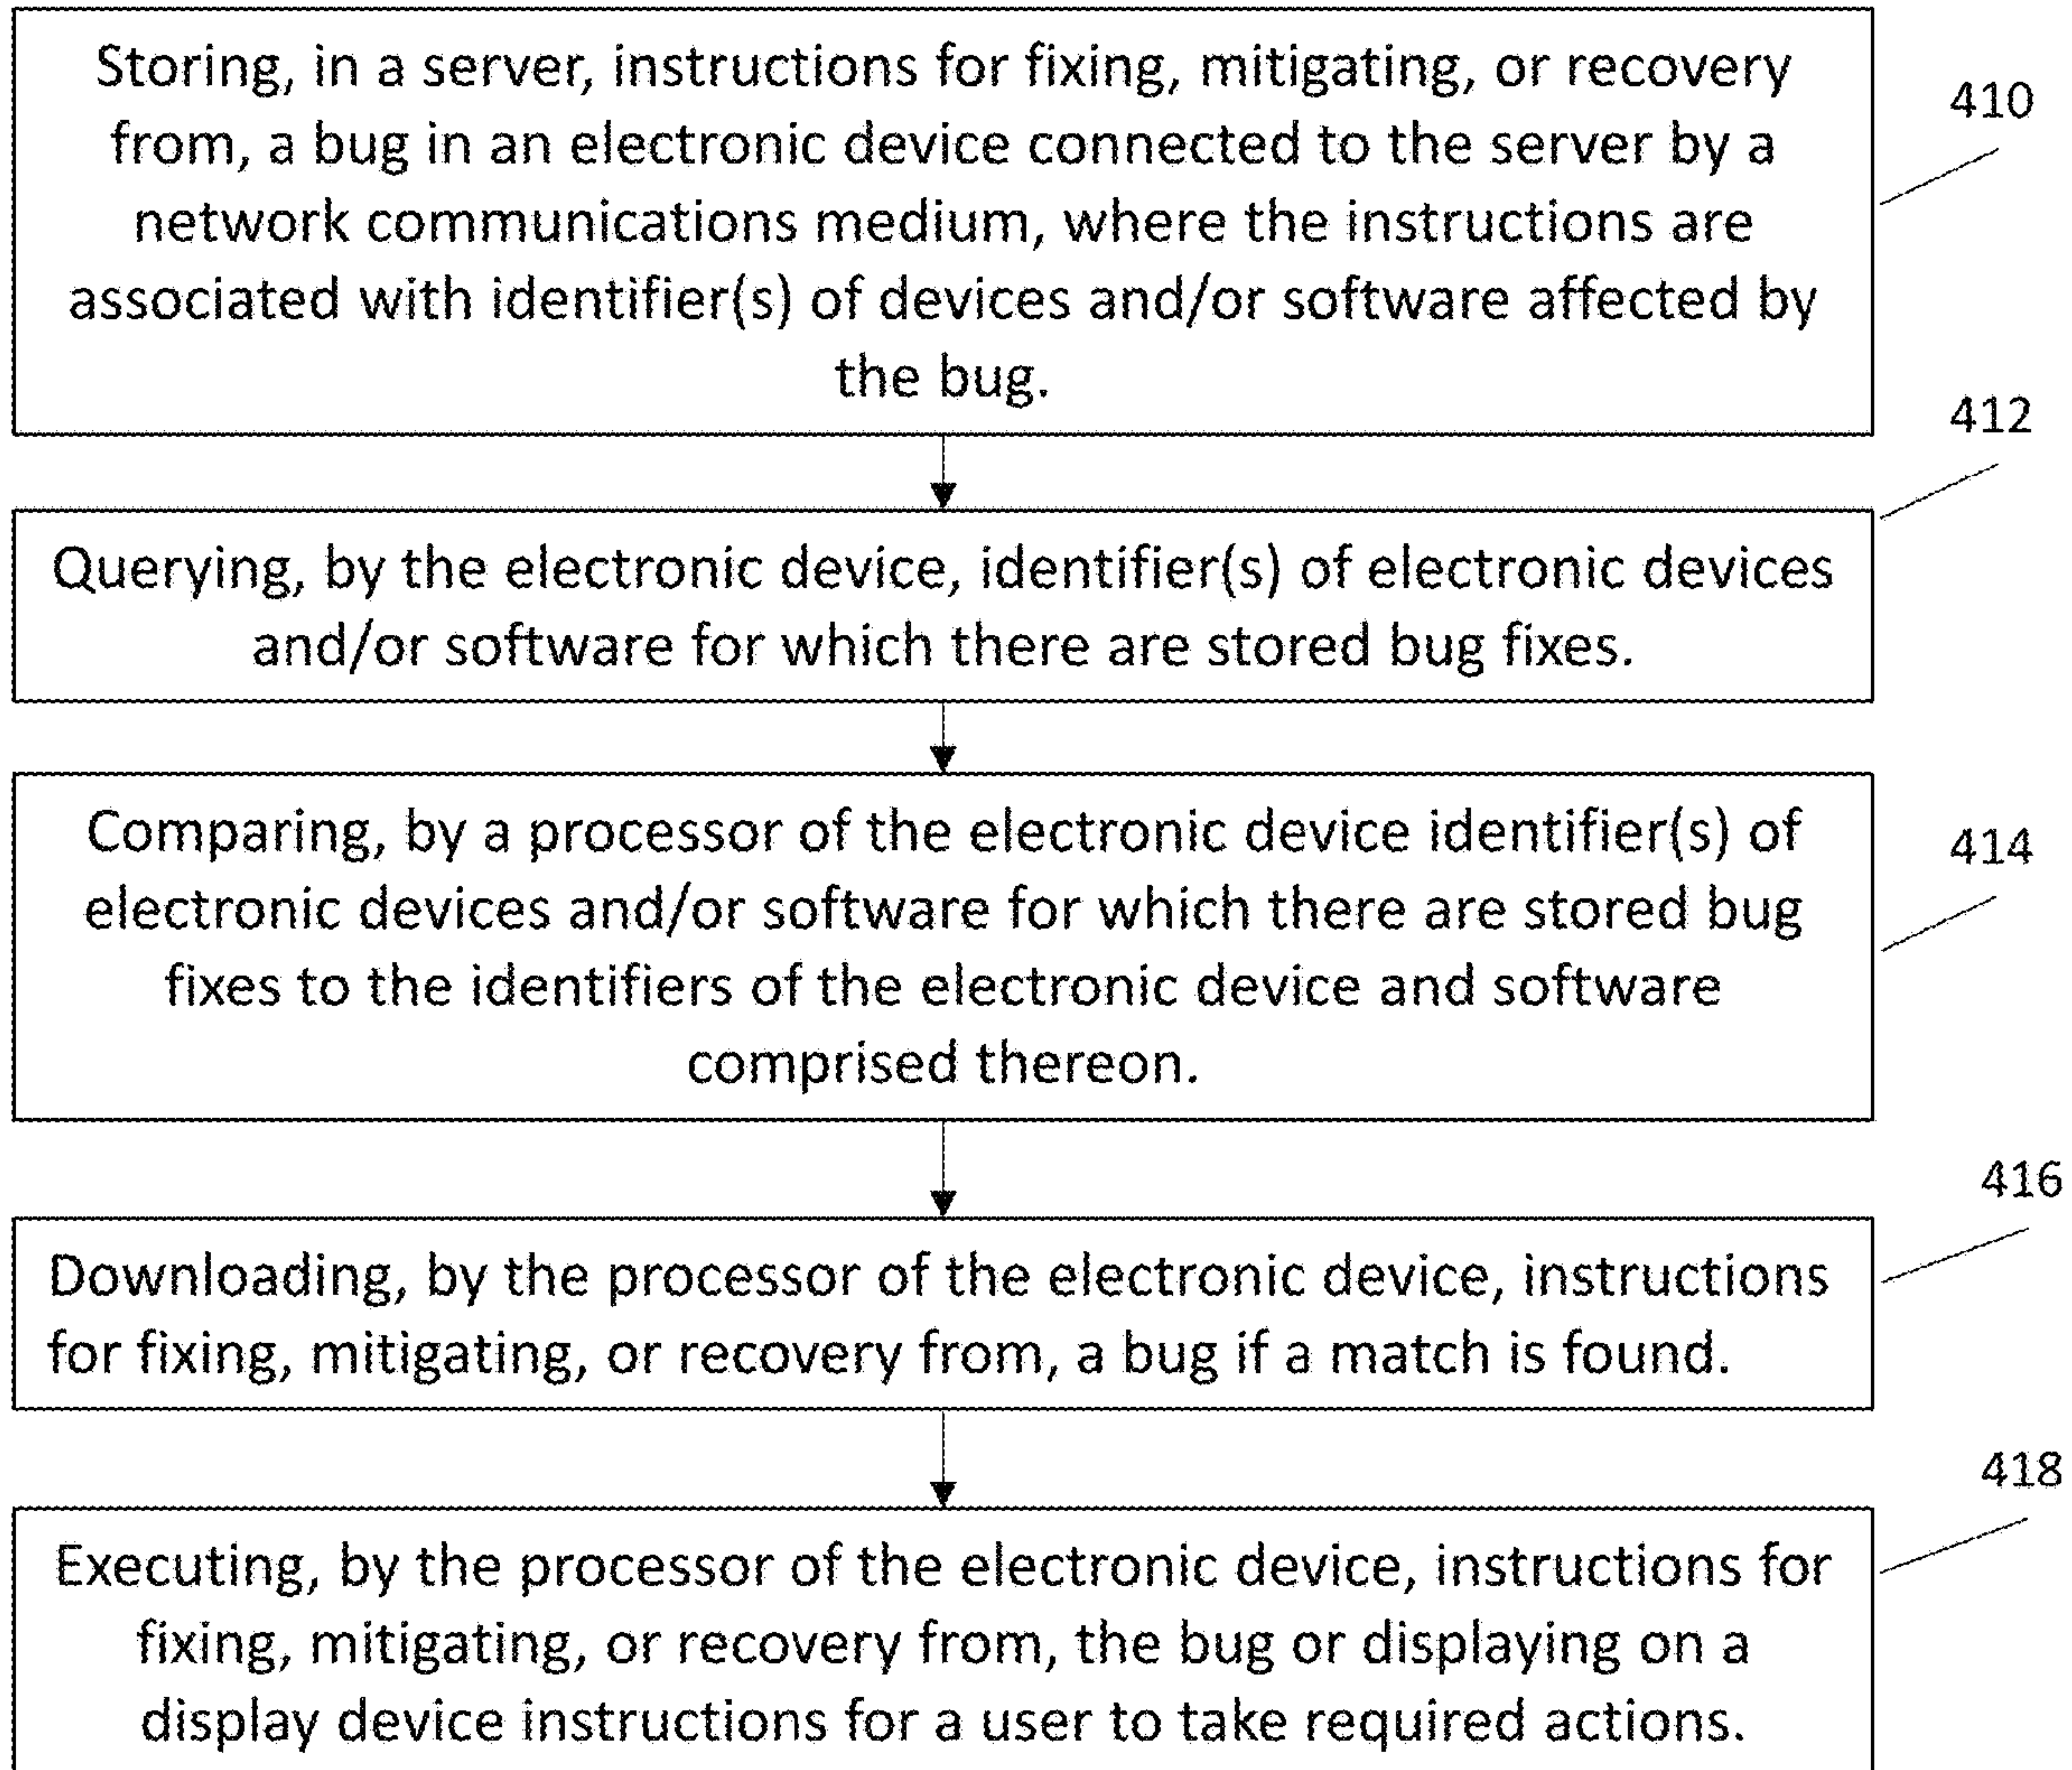 Storing, in a server, instructions for fixing, mitigating, or recovery
from, a bug in an electronic device connected to the server by a
network communications medium, where the instructions are
associated with identifier(s) of devices and/or software affected by
the bug.
410
Querying, by the electronic device, identifier(s) of electronic devices
and/or software for which there are stored bug fixes.
412
Comparing, by a processor of the electronic device identifier(s) of
electronic devices and/or software for which there are stored bug
fixes to the identifiers of the electronic device and software
comprised thereon.
414
Downloading, by the processor of the electronic device, instructions
for fixing, mitigating, or recovery from, a bug if a match is found.
416
Executing, by the processor of the electronic device, instructions for
fixing, mitigating, or recovery from, the bug or displaying on a
display device instructions for a user to take required actions.
418